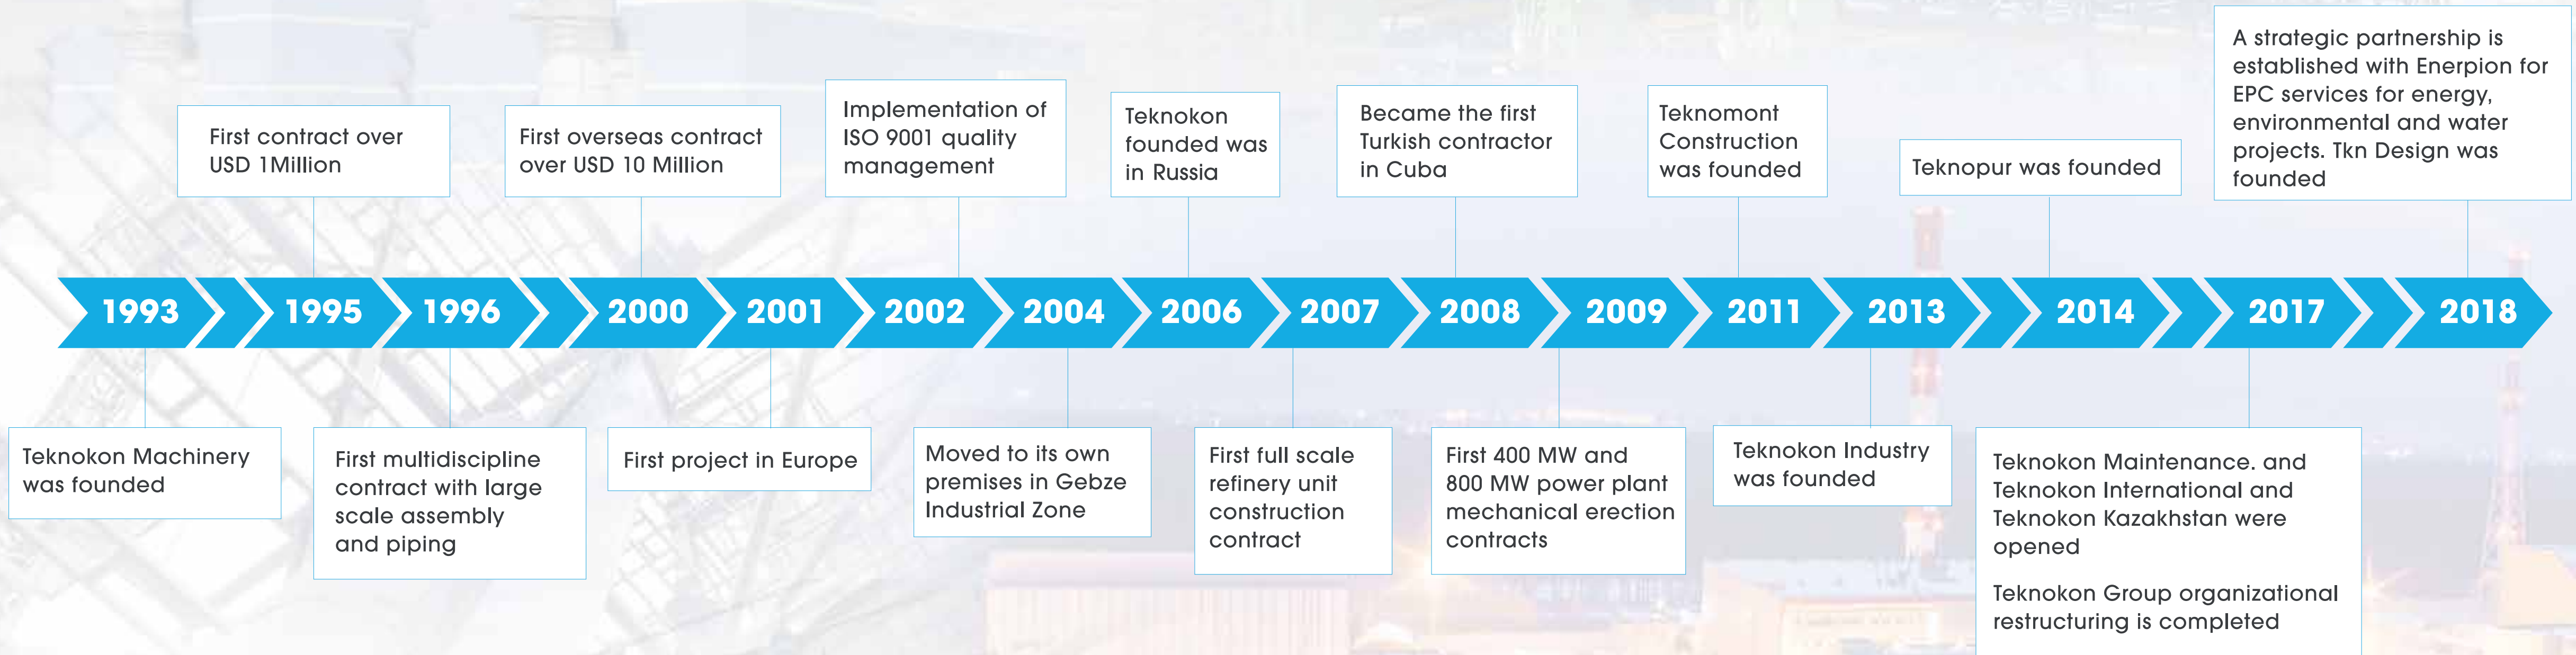 A strategic partnership is
established with Enerpion for
EPC services for energy,
environmental and water
projects. Tkn Design was
founded
First contract over
USD 1Million
First overseas contract
over USD 10 Million
Implementation of
ISO 9001 quality
management
Teknokon
founded was
in Russia
Became the first
Turkish contractor
in Cuba
Teknomont
Construction
was founded
Teknopur was founded
1993
1995
1996
2000
2001
2002
2004
2006
2007
2008
2009
2011
2013
2014
2017
2018
Teknokon Machinery
was founded
First multidiscipline
contract with large
scale assembly
and piping
First project in Europe
Moved to its own
premises in Gebze
Industrial Zone
First full scale
refinery unit
construction
contract
First 400 MW and
800 MW power plant
mechanical erection
contracts
Teknokon Industry
was founded
Teknokon Maintenance. and
Teknokon International and
Teknokon Kazakhstan were
opened
Teknokon Group organizational
restructuring is completed